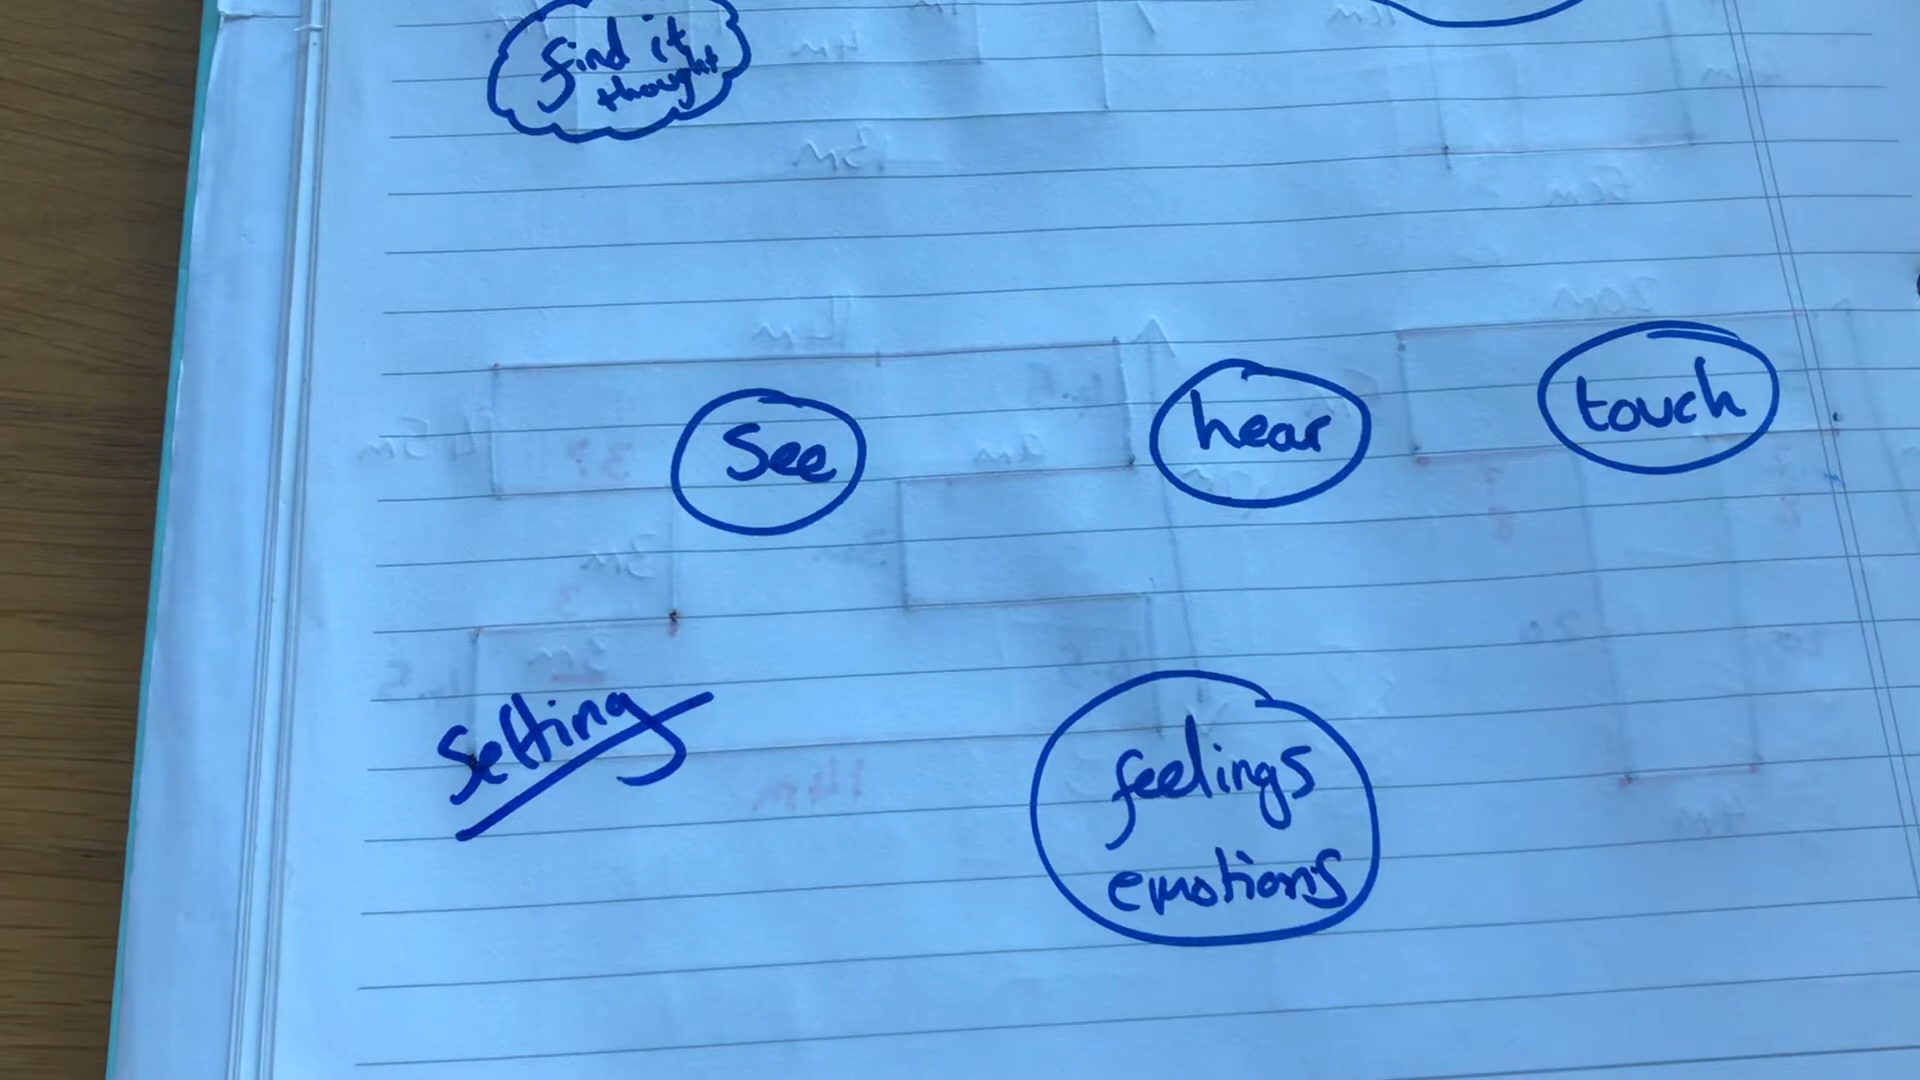 find it
thought
See
hear
touch
Setting
feelings
emotions